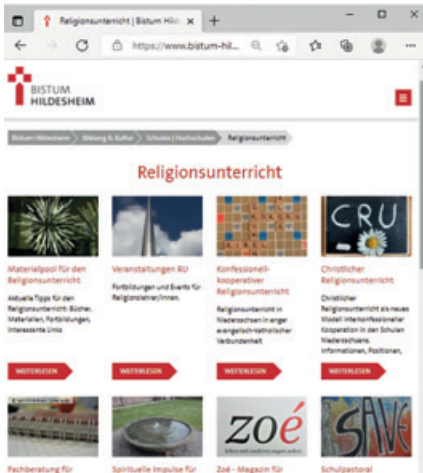 Religionsunterricht | Bistum Hil
https://www.bistum-hil...
BISTUM
HILDESHEIM
Bistum Hildesheim
Bildung & Kultur
Schulen | Hochschulen
Religionsunterricht
Religionsunterricht
CRU
Materialpool für den
Religionsunterricht
Aktuelle Tipps für den
Religionsunterricht: Bücher,
Materialien, Fortbildungen,
interessante Links
WEITERLESEN
Veranstaltungen RU
Fortbildungen und Events für
Religionslehrer/innen.
WEITERLESEN
Konfessionell-
kooperativer
Religionsunterricht
Religionsunterricht in
Niedersachsen in enger
evangelisch-katholischer
Verbundenheit
WEITERLESEN
Christlicher
Religionsunterricht
Christlicher
Religionsunterricht als neues
Modell interkonfessioneller
Kooperation in den Schulen
Niedersachsens.
Informationen, Positionen,
WEITERLESEN
zoé
SAVE
Fachberatung für
Spirituelle Impulse für
Zoé - Magazin für
Schulpastoral